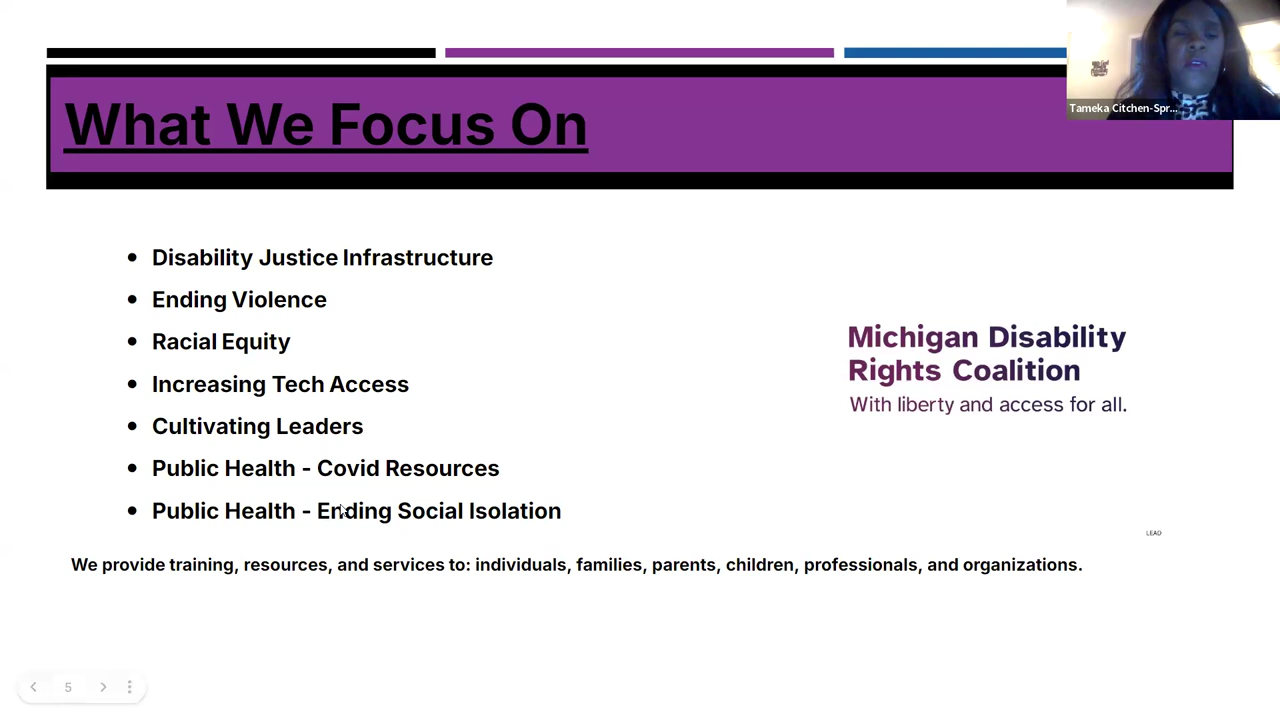 What We Focus On
Tameka Citchen-Spr...
Disability Justice Infrastructure
Ending Violence
Racial Equity
Increasing Tech Access
Cultivating Leaders
Public Health - Covid Resources
Public Health - Ending Social Isolation
Michigan Disability
Rights Coalition
With liberty and access for all.
LEAD
We provide training, resources, and services to: individuals, families, parents, children, professionals, and organizations.
5